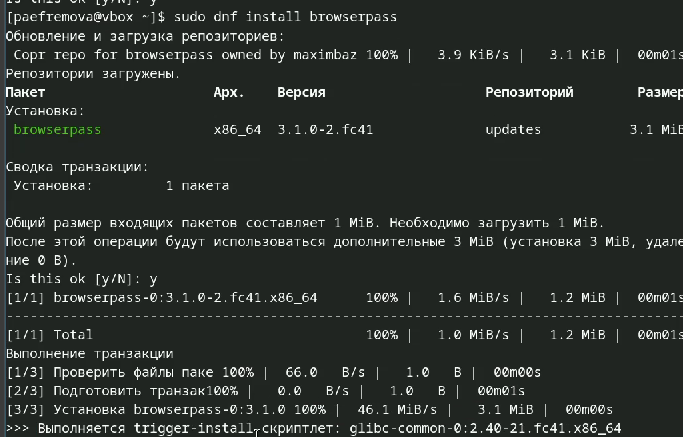 Is this ok [y/N]: y
[paefremova@vbox ~]$ sudo dnf install browserpass
Обновление и загрузка репозиториев:
Copr repo for browserpass owned by maximbaz 100% | 3.9 KiB/s | 3.1 KiB | 00m01s
Репозитории загружены.
Пакет Арх. Версия Репозиторий Размер
Установка:
browserpass x86_64 3.1.0-2.fc41 updates 3.1 MiB
Сводка транзакции:
Установка: 1 пакета
Общий размер входящих пакетов составляет 1 MiB. Необходимо загрузить 1 MiB.
После этой операции будут использоваться дополнительные 3 MiB (установка 3 MiB, удале
ние 0 B).
Is this ok [y/N]: y
[1/1] browserpass-0:3.1.0-2.fc41.x86_64 100% | 1.6 MiB/s | 1.2 MiB | 00m01s
--------------------------------------------------------------------------------
[1/1] Total 100% | 1.0 MiB/s | 1.2 MiB | 00m01s
Выполнение транзакции
[1/3] Проверить файлы паке 100% | 66.0 B/s | 1.0 B | 00m00s
[2/3] Подготовить транзак100% | 0.0 B/s | 1.0 B | 00m01s
[3/3] Установка browserpass-0:3.1.0 100% | 46.1 MiB/s | 3.1 MiB | 00m00s
>>> Выполняется trigger-install скриптлет: glibc-common-0:2.40-21.fc41.x86_64